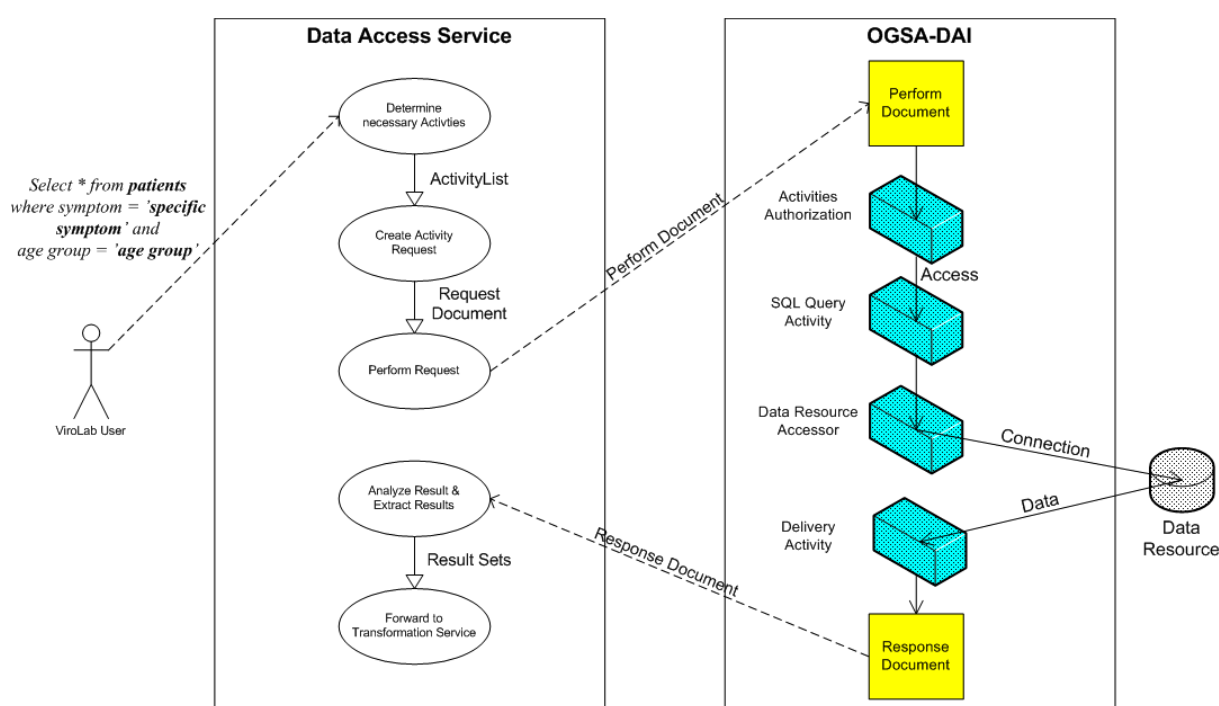 Data Access Service
OGSA-DAI
Determine
necessary Activties
Perform
Document
Select * from patients
where symptom = 'specific
symptom' and
age group = 'age group'
ActivityList
Activities
Authorization
Create Activity
Request
Perform Document
Access
Request
Document
SQL Query
Activity
Perform Request
ViroLab User
Data Resource
Accessor
Connection
Analyze Result &
Extract Results
Data
Delivery
Activity
Data
Resource
Result Sets
Response Document
Forward to
Transformation Service
Response
Document